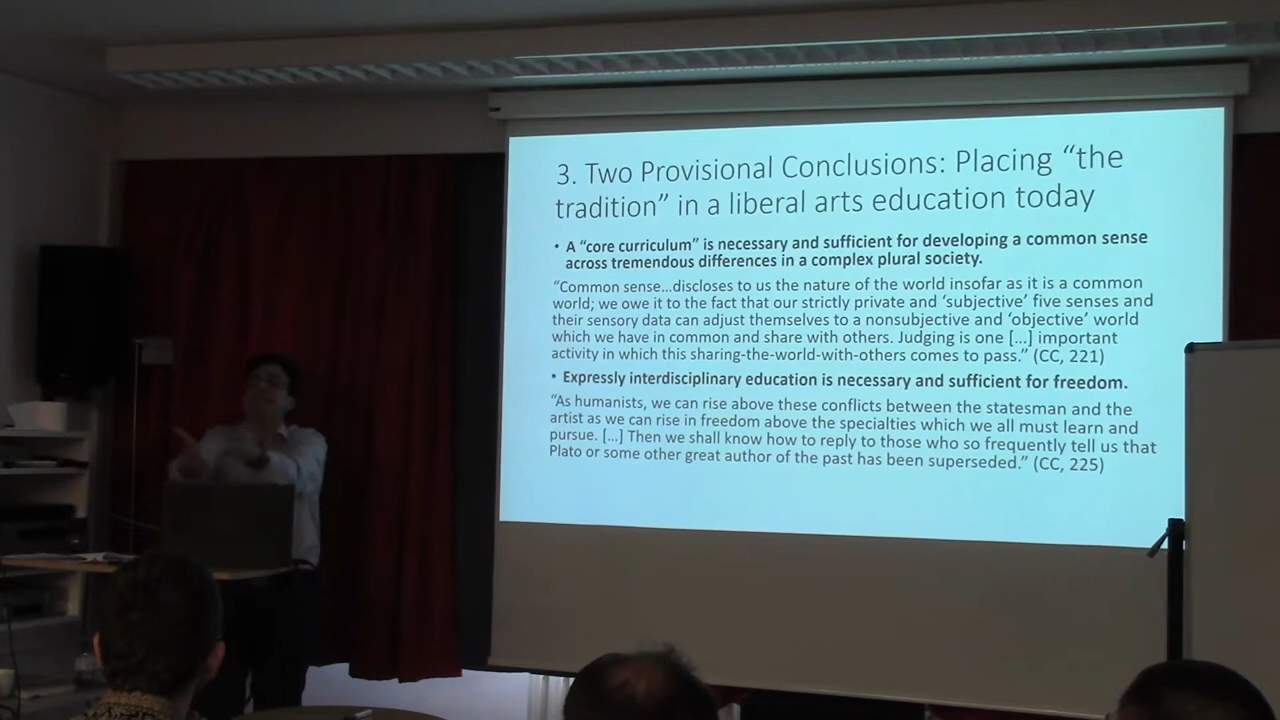 3. Two Provisional Conclusions: Placing “the
tradition” in a liberal arts education today
• A “core curriculum” is necessary and sufficient for developing a common sense
across tremendous differences in a complex plural society.
“Common sense…discloses to us the nature of the world insofar as it is a common
world; we owe it to the fact that our strictly private and ‘subjective’ five senses and
their sensory data can adjust themselves to a nonsubjective and ‘objective’ world
which we have in common and share with others. Judging is one […] important
activity in which this sharing-the-world-with-others comes to pass.” (CC, 221)
• Expressly interdisciplinary education is necessary and sufficient for freedom.
“As humanists, we can rise above these conflicts between the statesman and the
artist as we can rise in freedom above the specialties which we all must learn and
pursue. […] Then we shall know how to reply to those who so frequently tell us that
Plato or some other great author of the past has been superseded.” (CC, 225)